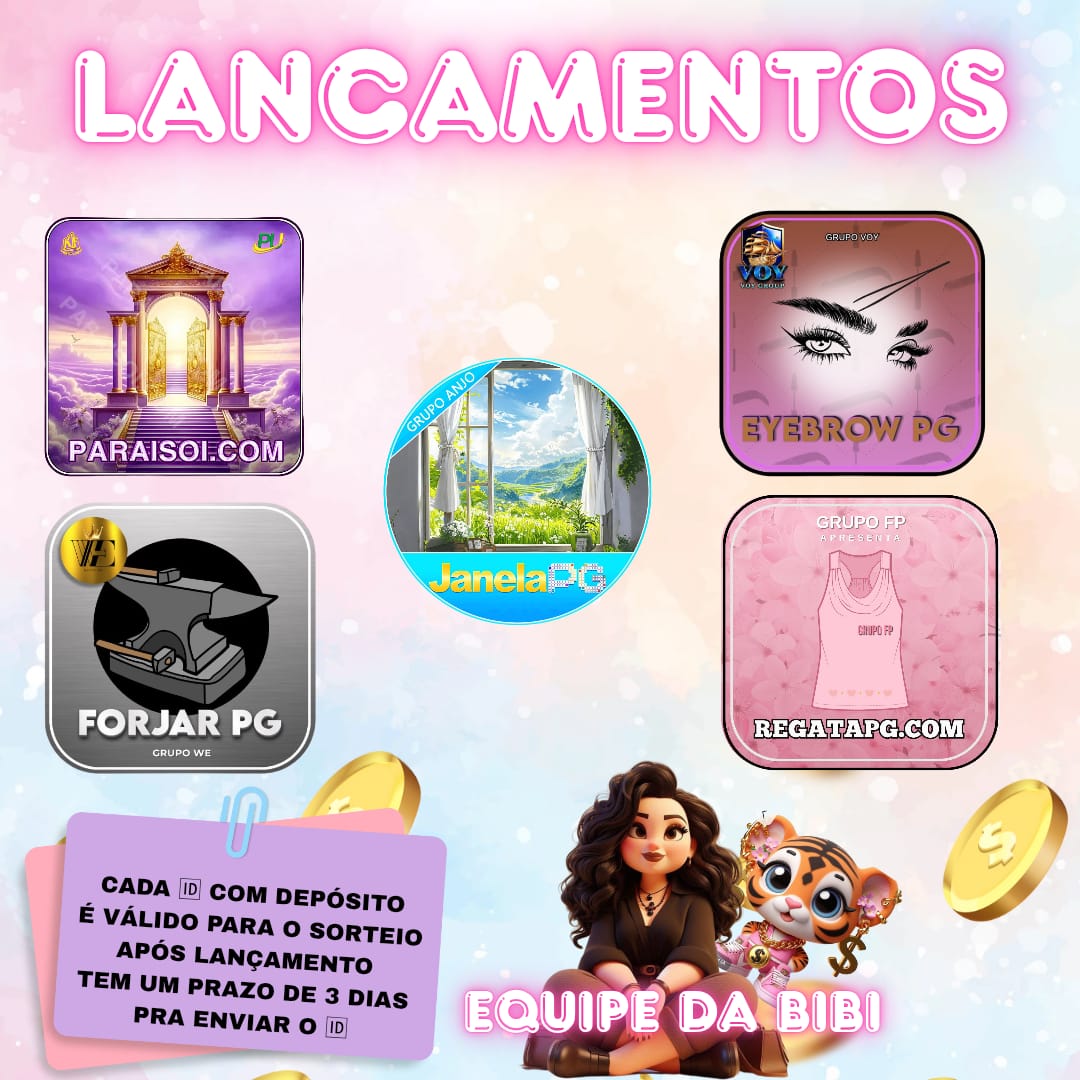 LANCAMENTOS
PARAISOI.COM
GRUPO VOY
VOY
VOY GROUP
EYEBROW PG
GRUPO ANJO
JanelaPG
WE
FORJAR PG
GRUPO WE
GRUPO FP
APRESENTA
GRUPO FP
REGATAPG.COM
CADA 🆔 COM DEPÓSITO
É VÁLIDO PARA O SORTEIO
APÓS LANÇAMENTO
TEM UM PRAZO DE 3 DIAS
PRA ENVIAR O 🆔
EQUIPE DA BIBI